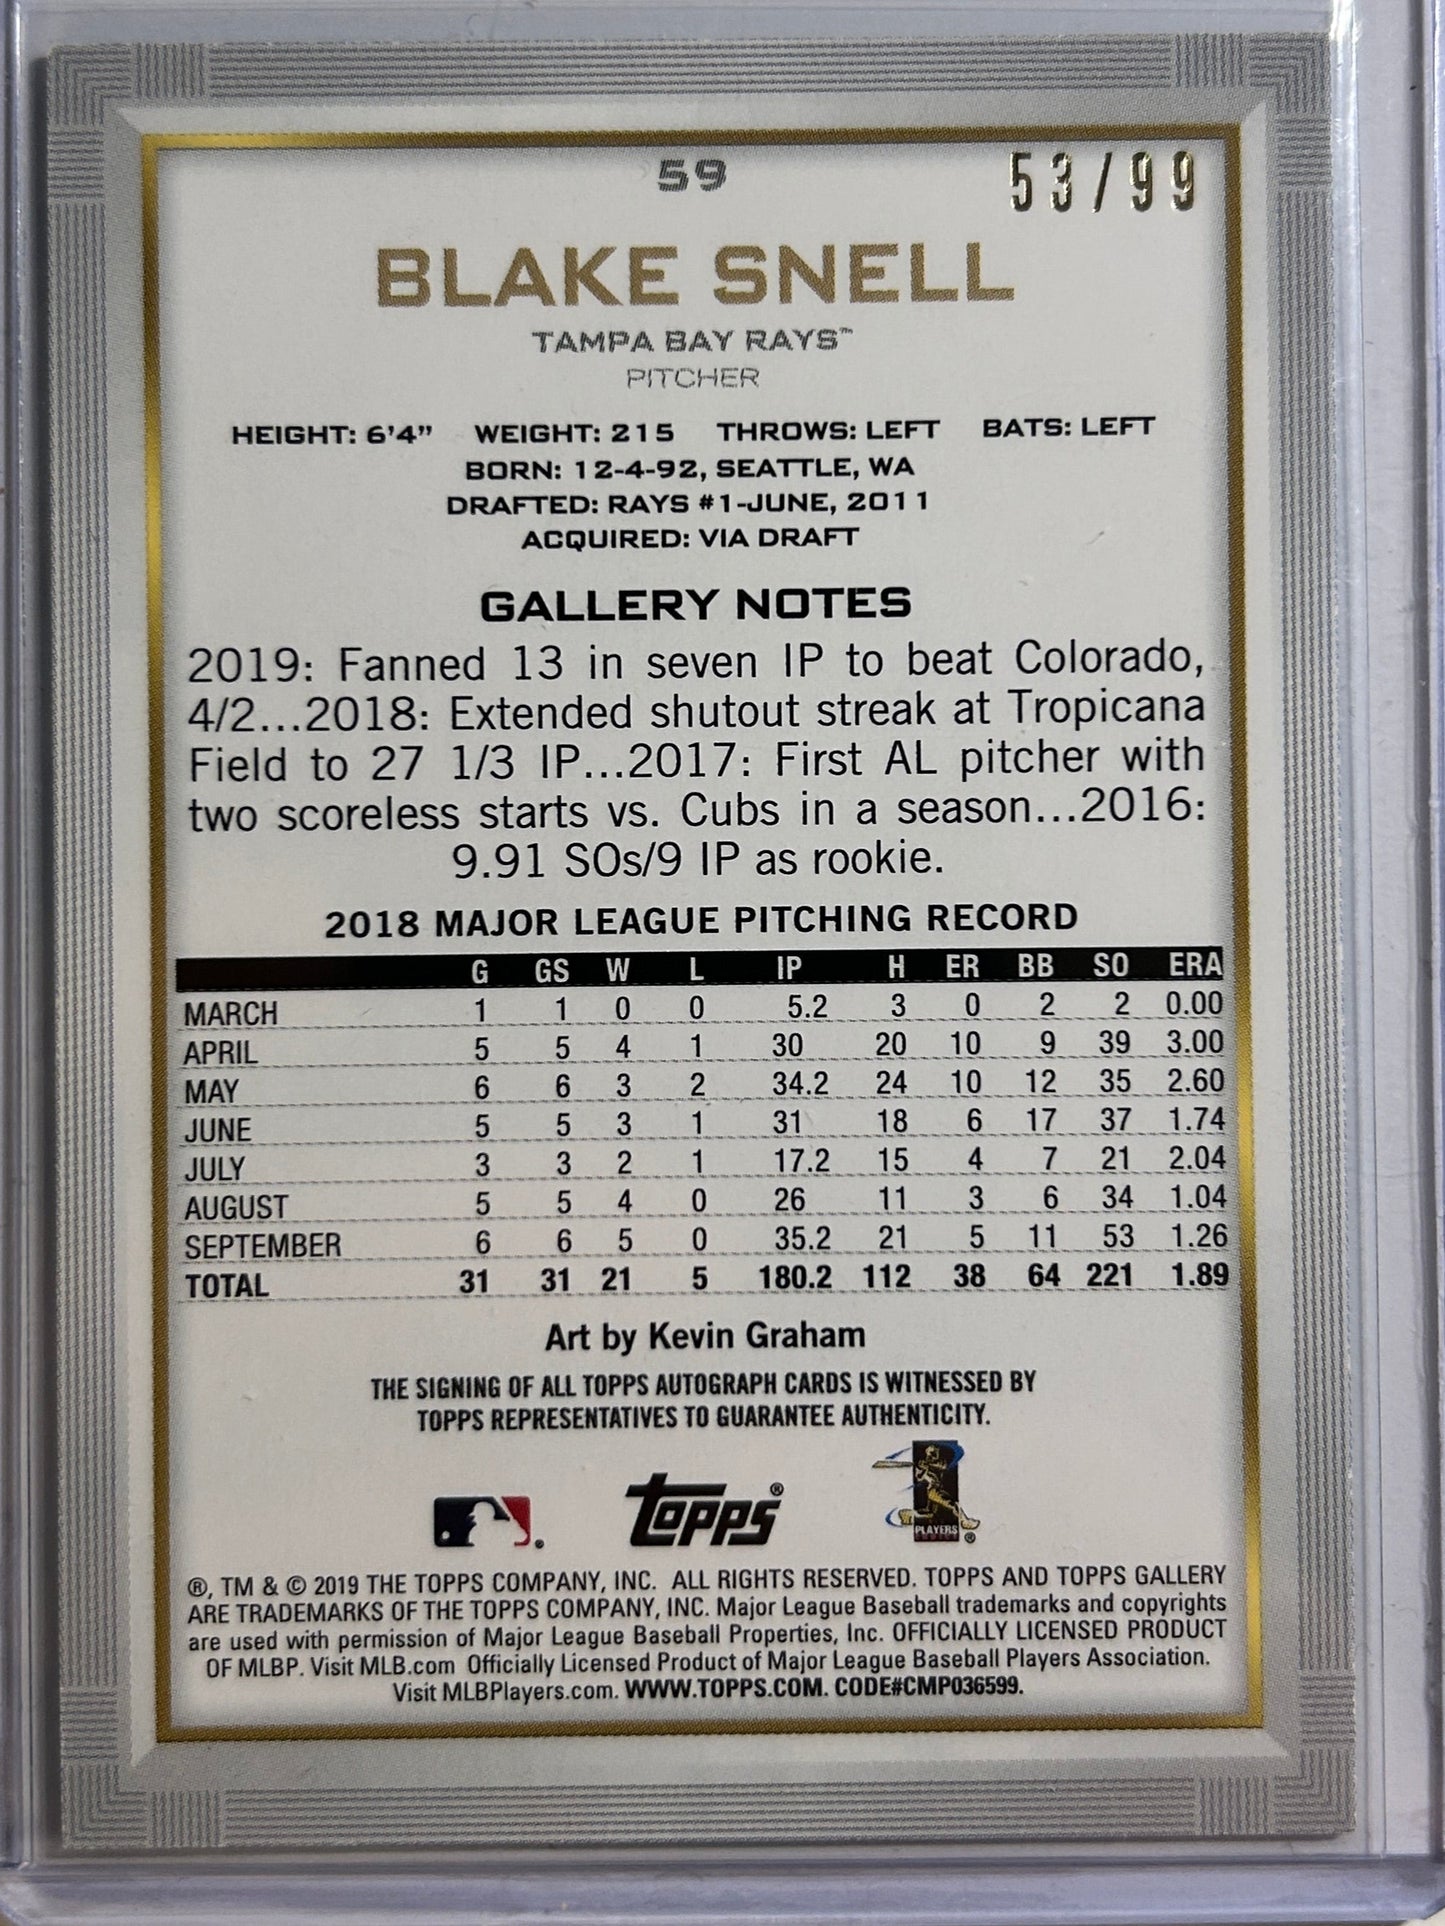 59
53/99
BLAKE SNELL
TAMPA BAY RAYS™
PITCHER
HEIGHT: 6'4" WEIGHT: 215 THROWS: LEFT BATS: LEFT
BORN: 12-4-92, SEATTLE, WA
DRAFTED: RAYS #1-JUNE, 2011
ACQUIRED: VIA DRAFT
GALLERY NOTES
2019: Fanned 13 in seven IP to beat Colorado,
4/2...2018: Extended shutout streak at Tropicana
Field to 27 1/3 IP...2017: First AL pitcher with
two scoreless starts vs. Cubs in a season...2016:
9.91 SOs/9 IP as rookie.
2018 MAJOR LEAGUE PITCHING RECORD
G GS W L IP H ER BB SO ERA
MARCH 1 1 0 0 5.2 3 0 2 2 0.00
APRIL 5 5 4 1 30 20 10 9 39 3.00
MAY 6 6 3 2 34.2 24 10 12 35 2.60
JUNE 5 5 3 1 31 18 6 17 37 1.74
JULY 3 3 2 1 17.2 15 4 7 21 2.04
AUGUST 5 5 4 0 26 11 3 6 34 1.04
SEPTEMBER 6 6 5 0 35.2 21 5 11 53 1.26
TOTAL 31 31 21 5 180.2 112 38 64 221 1.89
Art by Kevin Graham
THE SIGNING OF ALL TOPPS AUTOGRAPH CARDS IS WITNESSED BY
TOPPS REPRESENTATIVES TO GUARANTEE AUTHENTICITY.
®
TOPPS®
PLAYERS CHOICE ®
®, TM & © 2019 THE TOPPS COMPANY, INC. ALL RIGHTS RESERVED. TOPPS AND TOPPS GALLERY
ARE TRADEMARKS OF THE TOPPS COMPANY, INC. Major League Baseball trademarks and copyrights
are used with permission of Major League Baseball Properties, Inc. OFFICIALLY LICENSED PRODUCT
OF MLBP. Visit MLB.com Officially Licensed Product of Major League Baseball Players Association.
Visit MLBPlayers.com. WWW.TOPPS.COM. CODE#CMP036599.